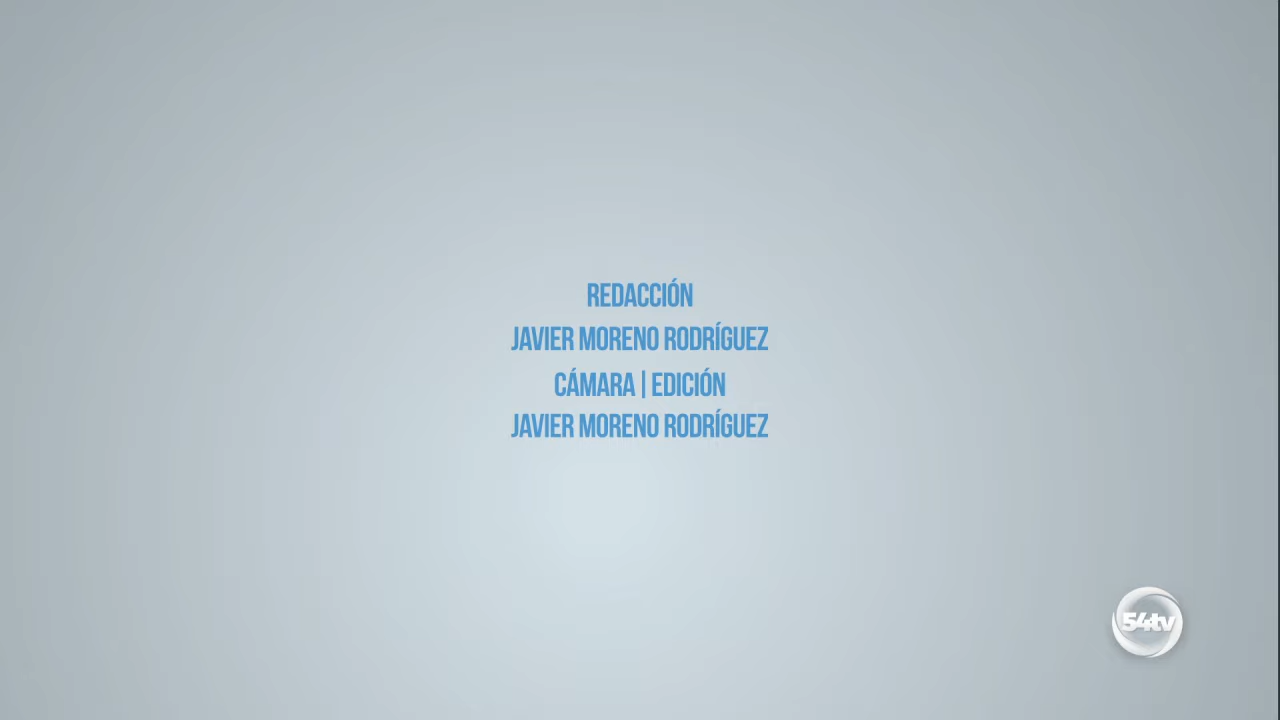 REDACCIÓN
JAVIER MORENO RODRÍGUEZ
CÁMARA | EDICIÓN
JAVIER MORENO RODRÍGUEZ
54tv